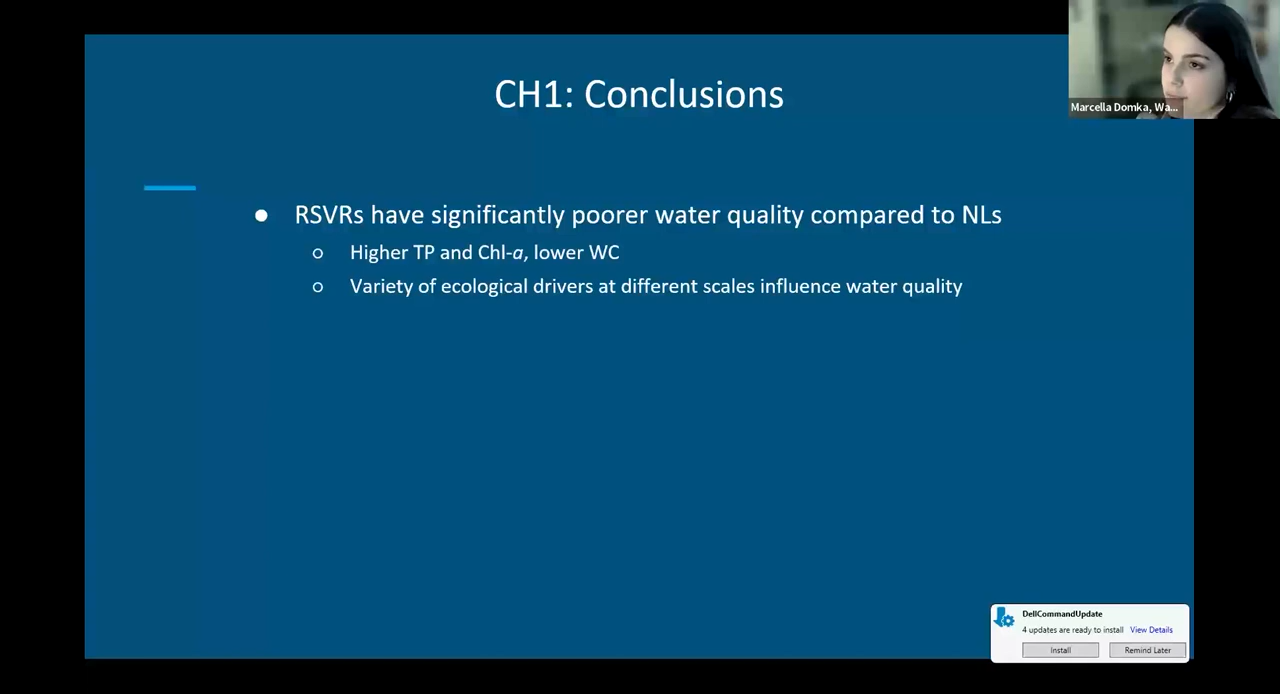 CH1: Conclusions
Marcella Domka, Wa...
● RSVRs have significantly poorer water quality compared to NLs
○ Higher TP and Chl-a, lower WC
○ Variety of ecological drivers at different scales influence water quality
DellCommandUpdate
4 updates are ready to install View Details
Install Remind Later